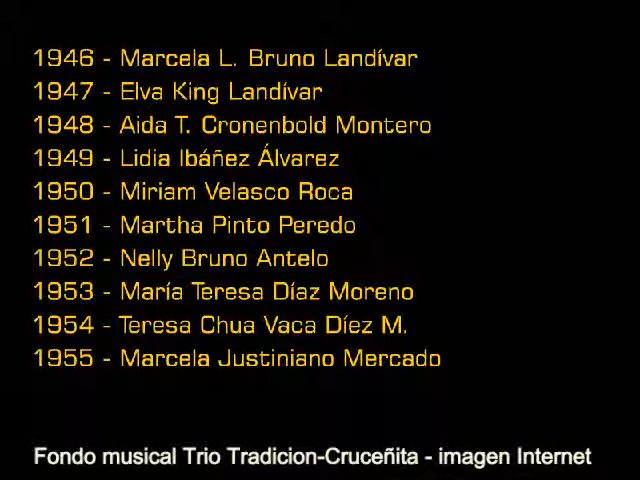 1946 - Marcela L. Bruno Landívar
1947 - Elva King Landívar
1948 - Aida T. Cronenbold Montero
1949 - Lidia Ibáñez Álvarez
1950 - Miriam Velasco Roca
1951 - Martha Pinto Peredo
1952 - Nelly Bruno Antelo
1953 - María Teresa Díaz Moreno
1954 - Teresa Chua Vaca Díez M.
1955 - Marcela Justiniano Mercado
Fondo musical Trio Tradicion-Cruceñita - imagen Internet